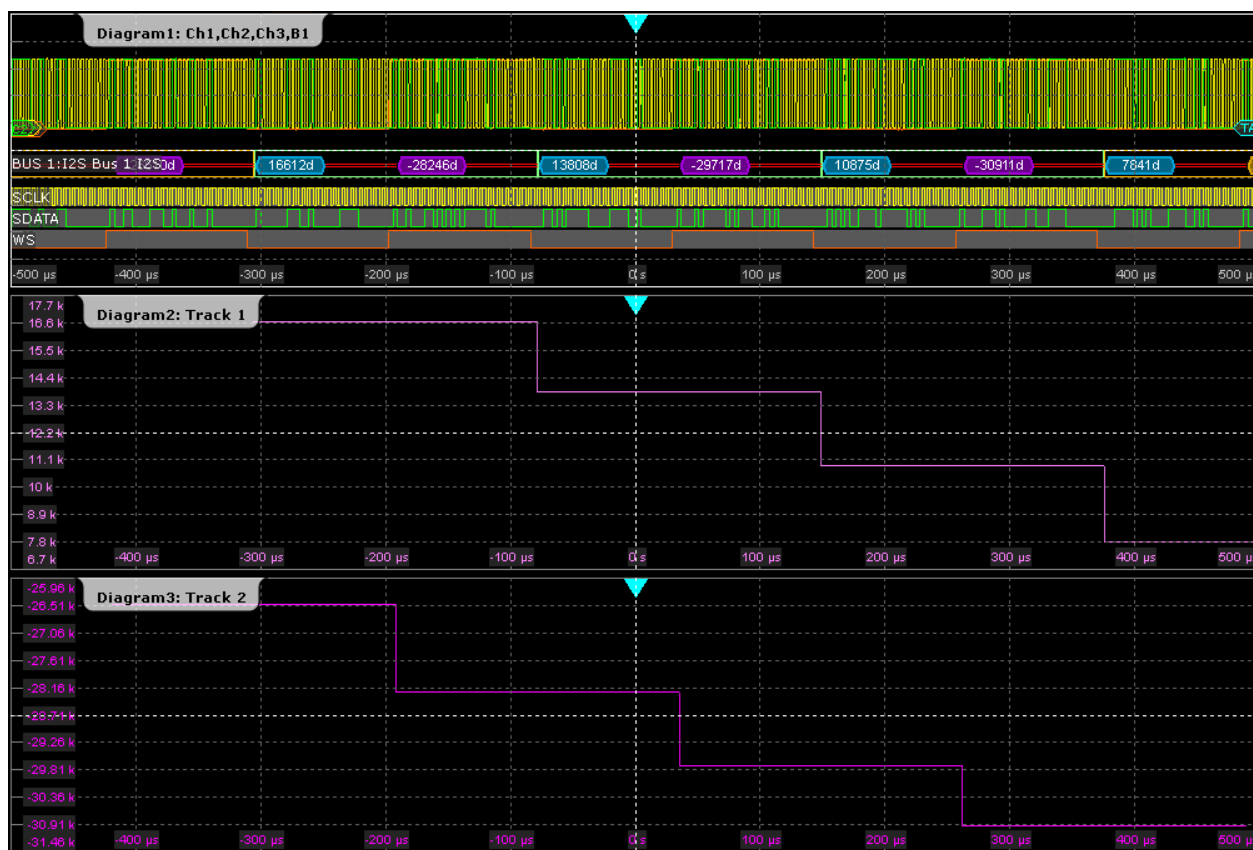 Diagram1: Ch1,Ch2,Ch3,B1
BUS 1:I2S Bus 1:I2S 16612d -28246d 13808d -29717d 10875d -30911d 7841d
SCLK
SDATA
WS
-500 µs -400 µs -300 µs -200 µs -100 µs 0 s 100 µs 200 µs 300 µs 400 µs 500 µs
Diagram2: Track 1
17.7 k
16.6 k
15.5 k
14.4 k
13.3 k
12.2 k
11.1 k
10 k
8.9 k
7.8 k
6.7 k
-400 µs -300 µs -200 µs -100 µs 0 s 100 µs 200 µs 300 µs 400 µs 500 µs
Diagram3: Track 2
-25.96 k
-26.51 k
-27.06 k
-27.61 k
-28.16 k
-28.71 k
-29.26 k
-29.81 k
-30.36 k
-30.91 k
-31.46 k
-400 µs -300 µs -200 µs -100 µs 0 s 100 µs 200 µs 300 µs 400 µs 500 µs